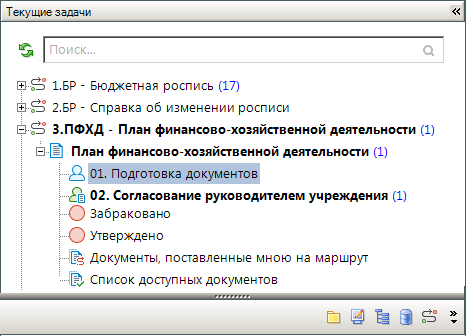 Текущие задачи
Поиск...
1.БР - Бюджетная роспись (17)
2.БР - Справка об изменении росписи
3.ПФХД - План финансово-хозяйственной деятельности (1)
План финансово-хозяйственной деятельности (1)
01. Подготовка документов
02. Согласование руководителем учреждения (1)
Забраковано
Утверждено
Документы, поставленные мною на маршрут
Список доступных документов